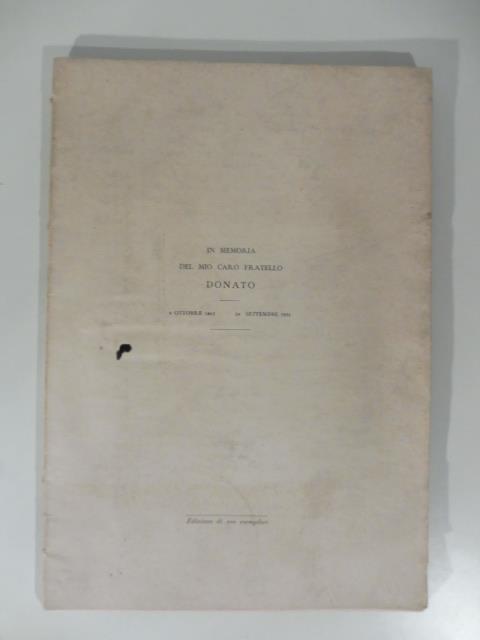 IN MEMORIA
DEL MIO CARO FRATELLO
DONATO
OTTOBRE SETTEMBRE
Edizione di esemplari